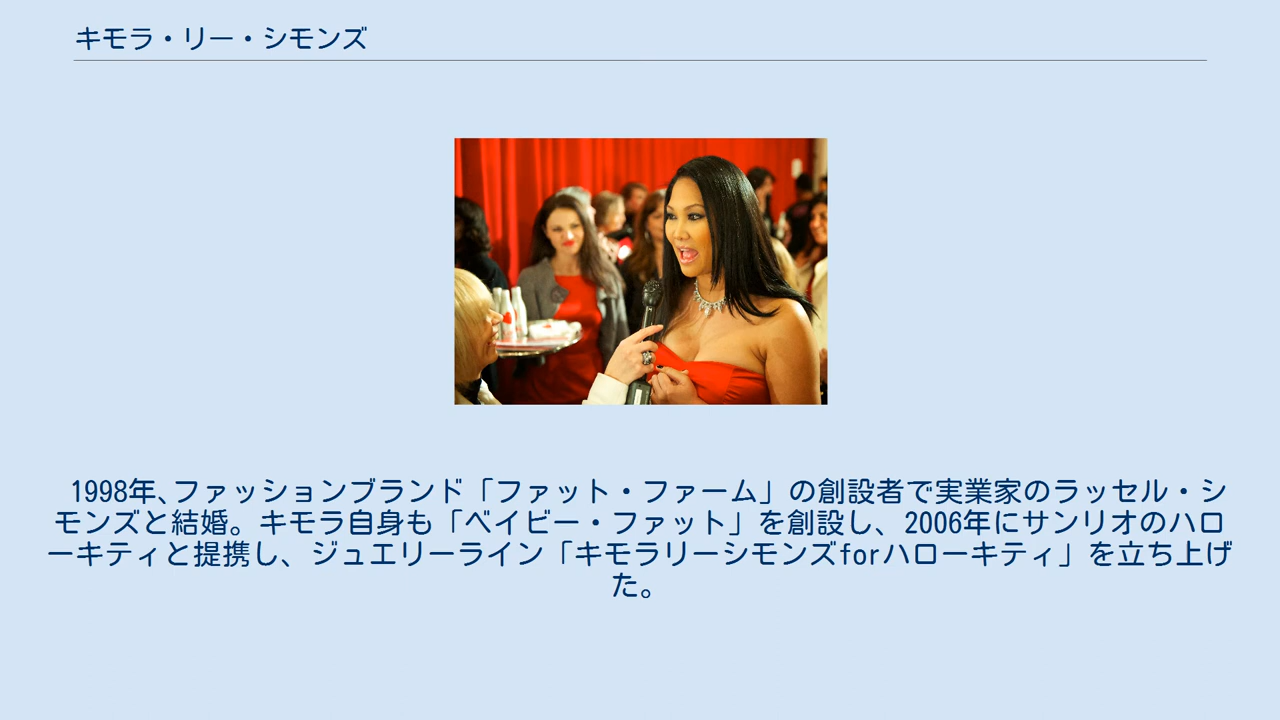 キモラ・リー・シモンズ
1998年、ファッションブランド「ファット・ファーム」の創設者で実業家のラッセル・シ
モンズと結婚。キモラ自身も「ベイビー・ファット」を創設し、2006年にサンリオのハロ
ーキティと提携し、ジュエリーライン「キモラリーシモンズforハローキティ」を立ち上げ
た。